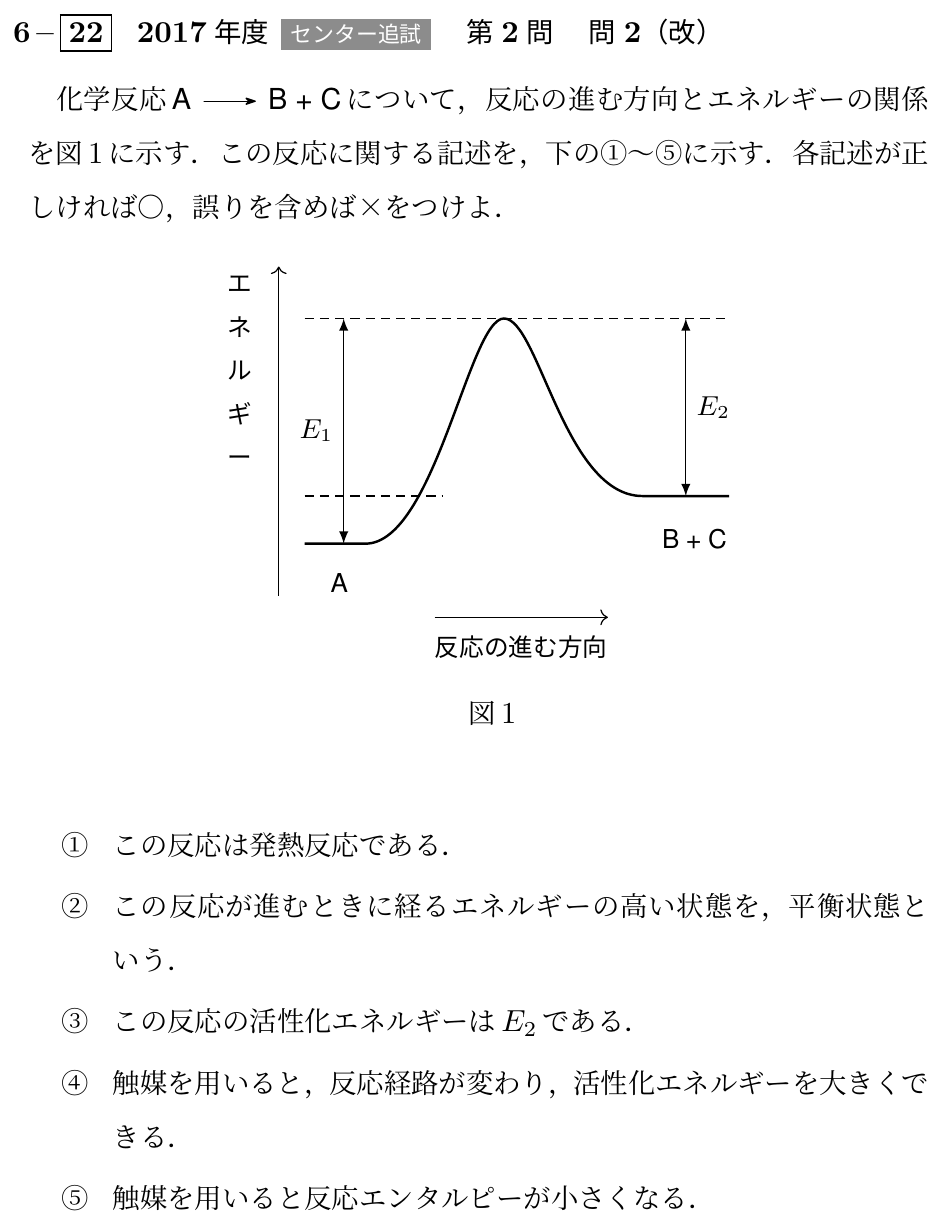 6–22 2017 年度 センター追試 第 2 問 問 2（改）
化学反応 A ⟶ B + C について，反応の進む方向とエネルギーの関係
を図 1 に示す．この反応に関する記述を，下の①～⑤に示す．各記述が正
しければ○，誤りを含めば×をつけよ．
エネルギー
E₁
E₂
B + C
A
反応の進む方向
図 1
① この反応は発熱反応である．
② この反応が進むときに経るエネルギーの高い状態を，平衡状態と
いう．
③ この反応の活性化エネルギーは E₂ である．
④ 触媒を用いると，反応経路が変わり，活性化エネルギーを大きくで
きる．
⑤ 触媒を用いると反応エンタルピーが小さくなる．